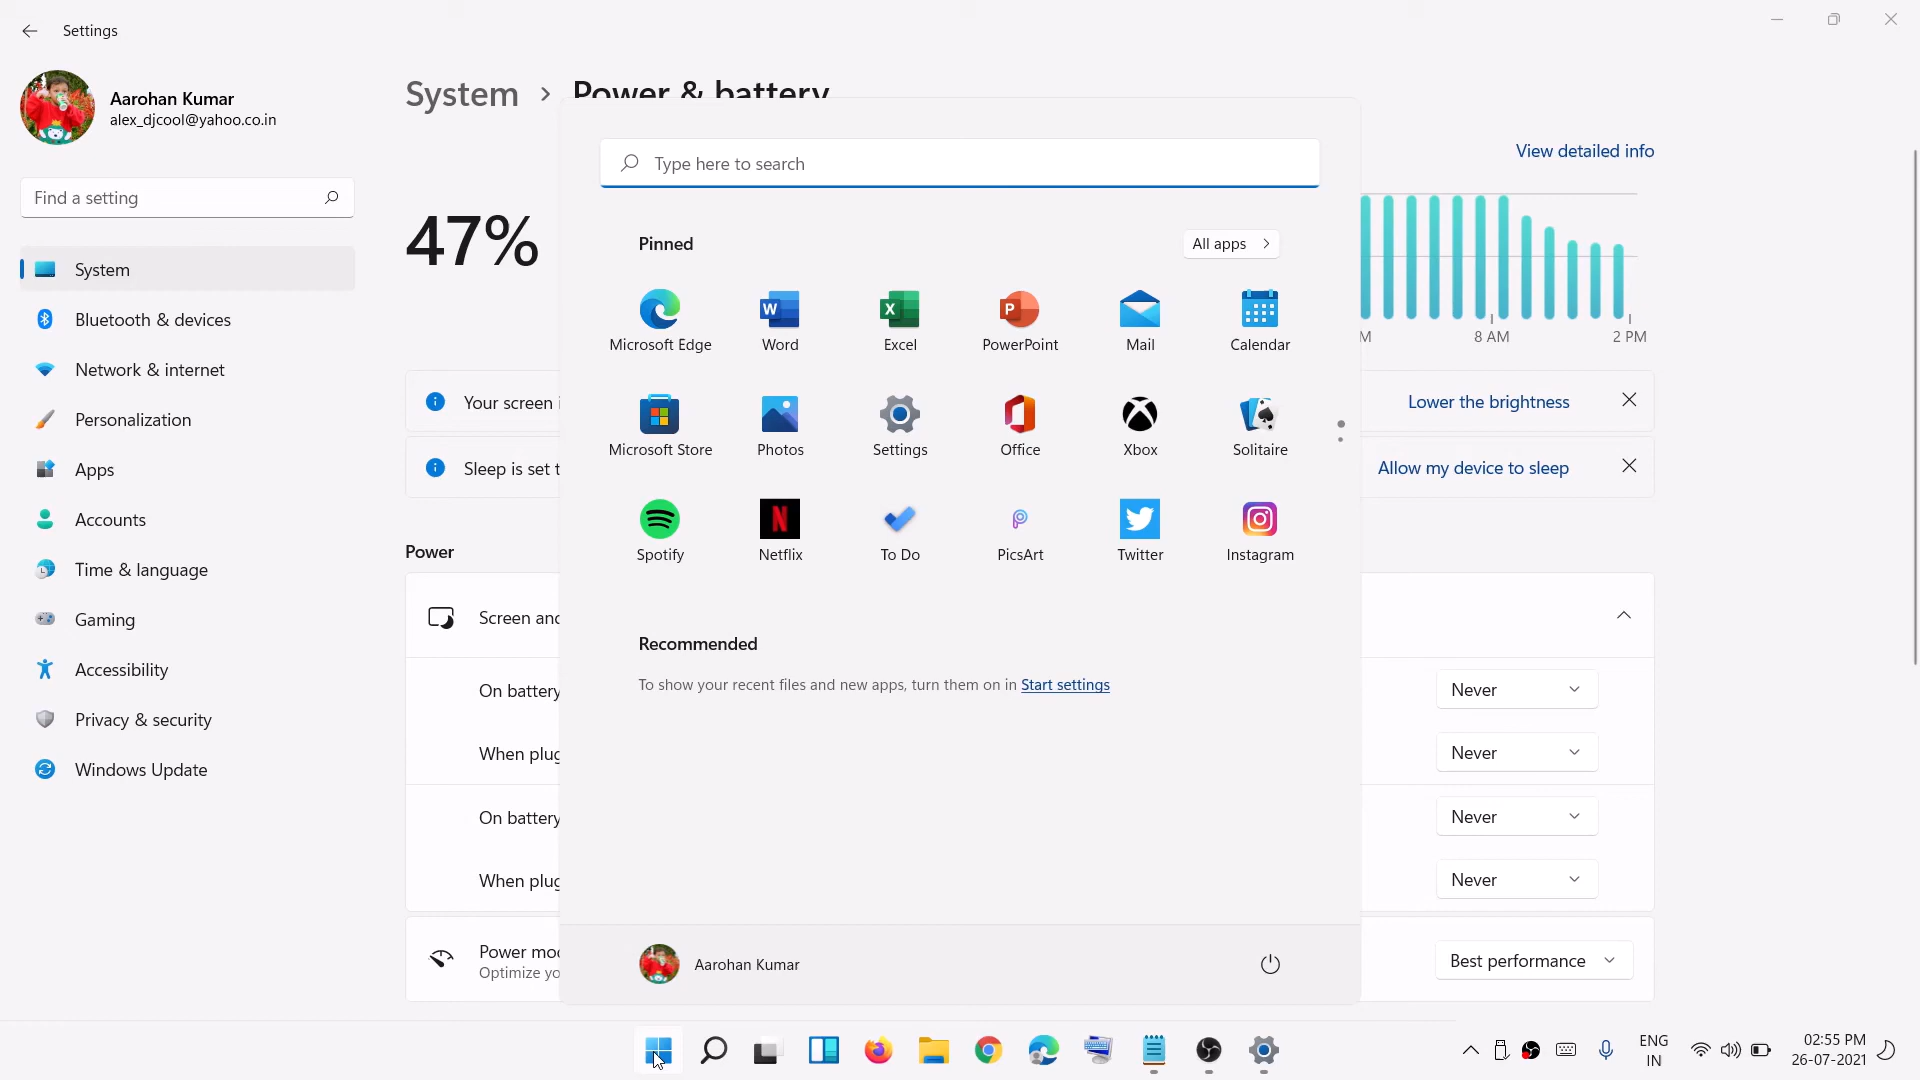 Settings
Aarohan Kumar
alex_djcool@yahoo.co.in
Find a setting
System
Bluetooth & devices
Network & internet
Personalization
Apps
Accounts
Time & language
Gaming
Accessibility
Privacy & security
Windows Update
System > Power & battery
View detailed info
47%
8 AM
2 PM
Your screen
Lower the brightness
Sleep is set
Allow my device to sleep
Power
Screen and
On battery
Never
When plug
Never
On battery
Never
When plug
Never
Power mo
Optimize yo
Best performance
Type here to search
Pinned
All apps >
Microsoft Edge Word Excel PowerPoint Mail Calendar
Microsoft Store Photos Settings Office Xbox Solitaire
Spotify Netflix To Do PicsArt Twitter Instagram
Recommended
To show your recent files and new apps, turn them on in Start settings
Aarohan Kumar
ENG
IN
02:55 PM
26-07-2021